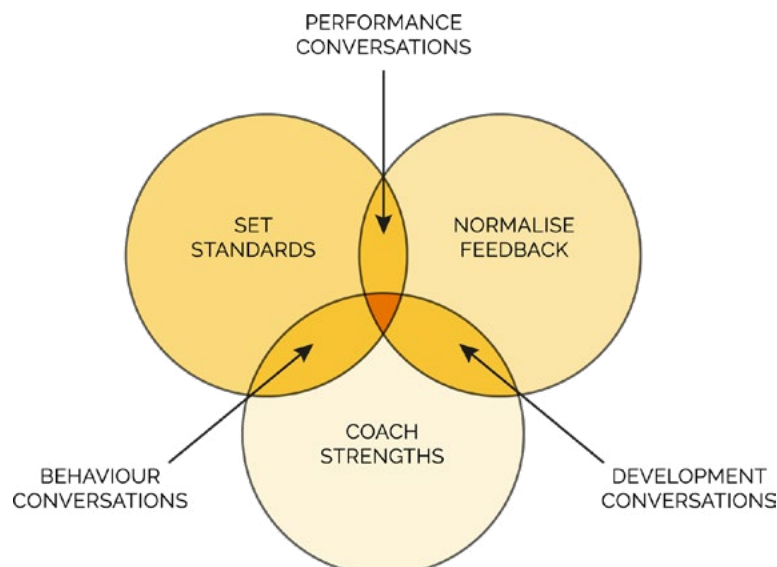 PERFORMANCE
CONVERSATIONS
SET
STANDARDS
NORMALISE
FEEDBACK
COACH
STRENGTHS
BEHAVIOUR
CONVERSATIONS
DEVELOPMENT
CONVERSATIONS